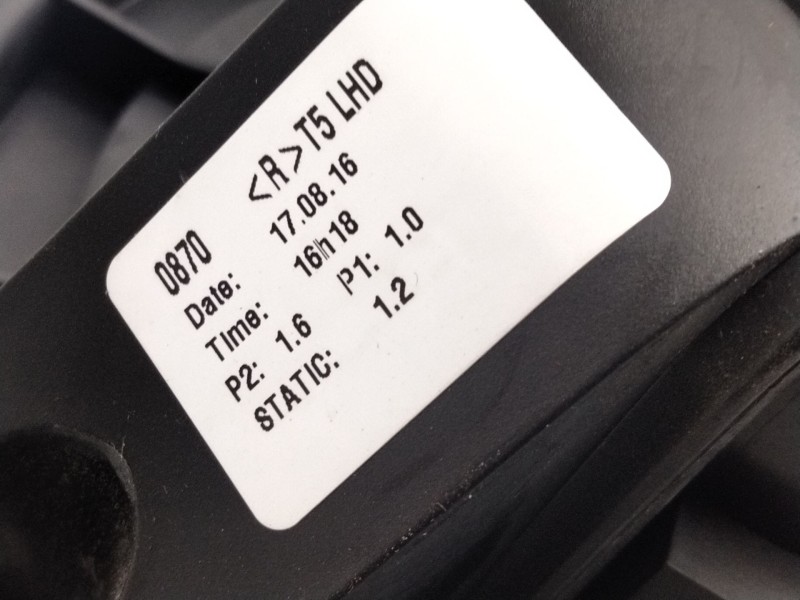 0870 <R>T5 LHD
Date: 17.08.16
Time: 16h18
P2: 1.6 P1: 1.0
STATIC: 1.2